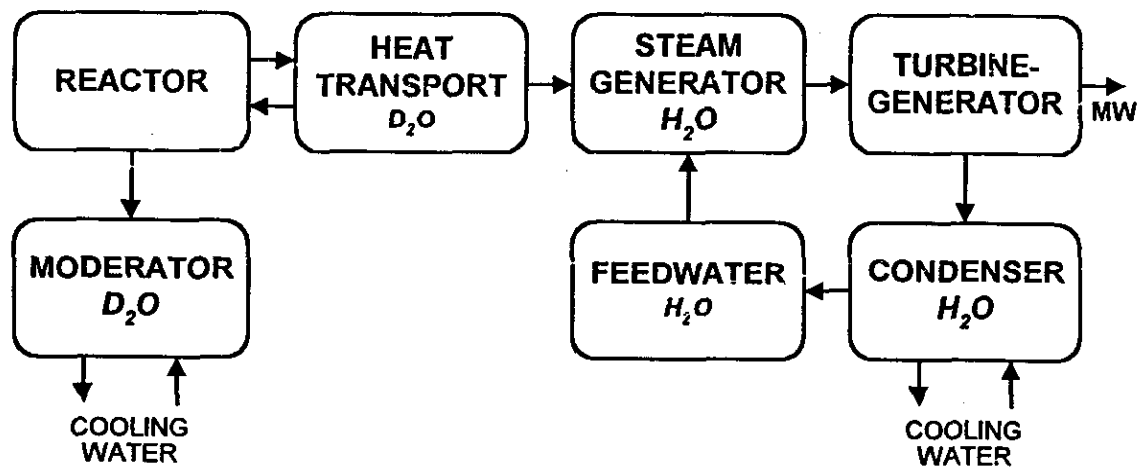 REACTOR
HEAT
TRANSPORT
D₂O
STEAM
GENERATOR
H₂O
TURBINE-
GENERATOR
MW
MODERATOR
D₂O
FEEDWATER
H₂O
CONDENSER
H₂O
COOLING
WATER
COOLING
WATER